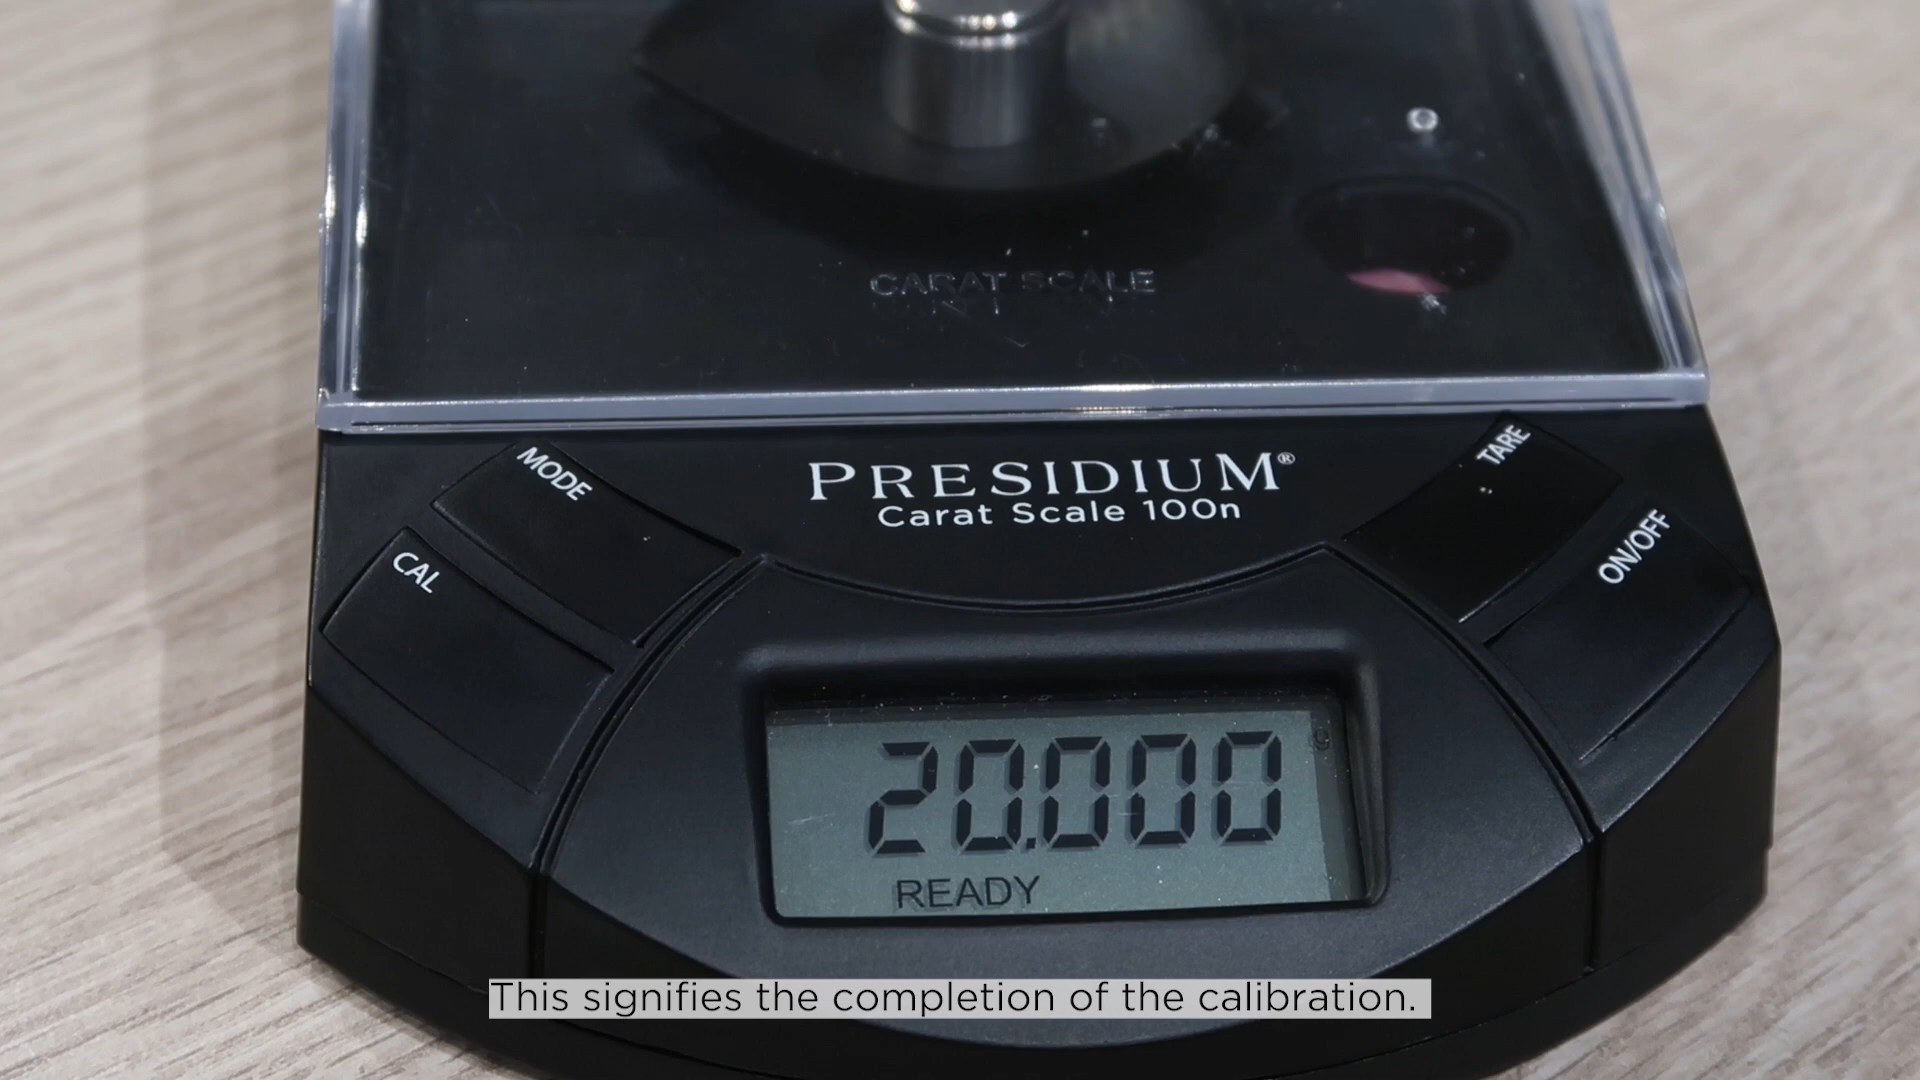 CARAT SCALE
MODE
CAL
PRESIDIUM®
Carat Scale 100n
TARE
ON/OFF
20.000 g
READY
This signifies the completion of the calibration.